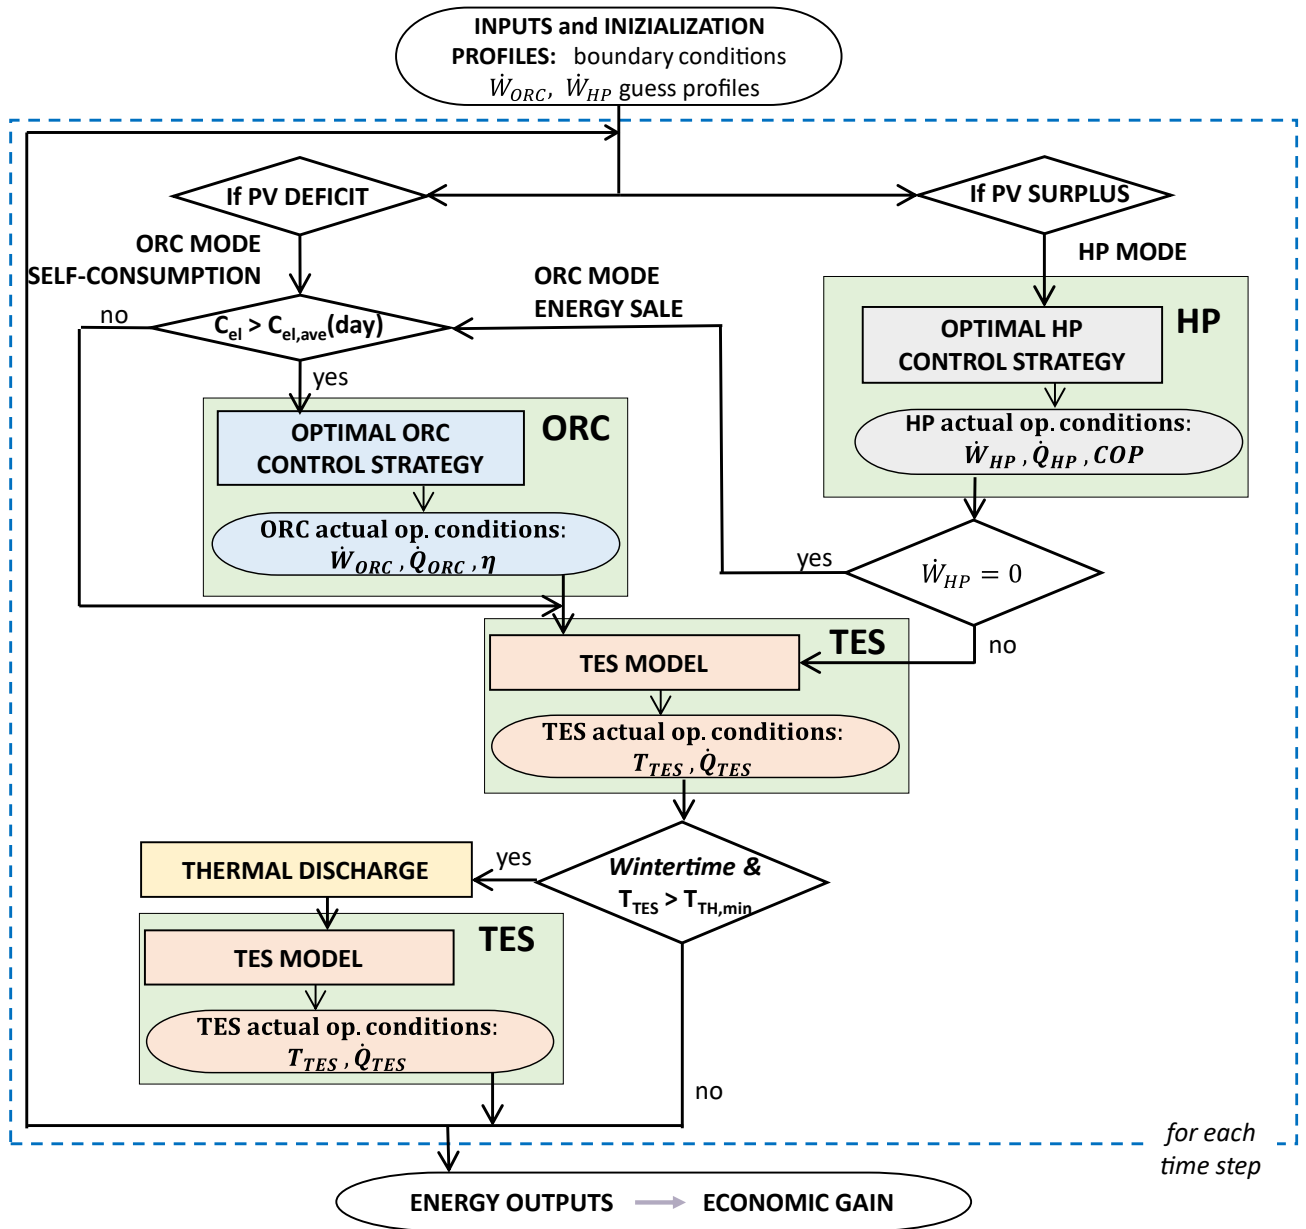 INPUTS and INIZIALIZATION
PROFILES: boundary conditions
Ẇ_ORC, Ẇ_HP guess profiles
If PV DEFICIT
If PV SURPLUS
ORC MODE
SELF-CONSUMPTION
ORC MODE
ENERGY SALE
HP MODE
no
C_el > C_el,ave(day)
yes
HP
OPTIMAL HP
CONTROL STRATEGY
HP actual op. conditions:
Ẇ_HP , Q̇_HP , COP
ORC
OPTIMAL ORC
CONTROL STRATEGY
ORC actual op. conditions:
Ẇ_ORC , Q̇_ORC , η
yes
Ẇ_HP = 0
no
TES
TES MODEL
TES actual op. conditions:
T_TES , Q̇_TES
Wintertime &
T_TES > T_TH,min
yes
THERMAL DISCHARGE
TES
TES MODEL
TES actual op. conditions:
T_TES , Q̇_TES
no
for each
time step
ENERGY OUTPUTS → ECONOMIC GAIN